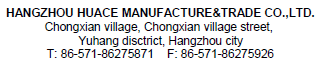 HANGZHOU HUACE MANUFACTURE&TRADE CO.,LTD.
Chongxian village, Chongxian village street,
Yuhang disctrict, Hangzhou city
T: 86-571-86275871 F: 86-571-86275926